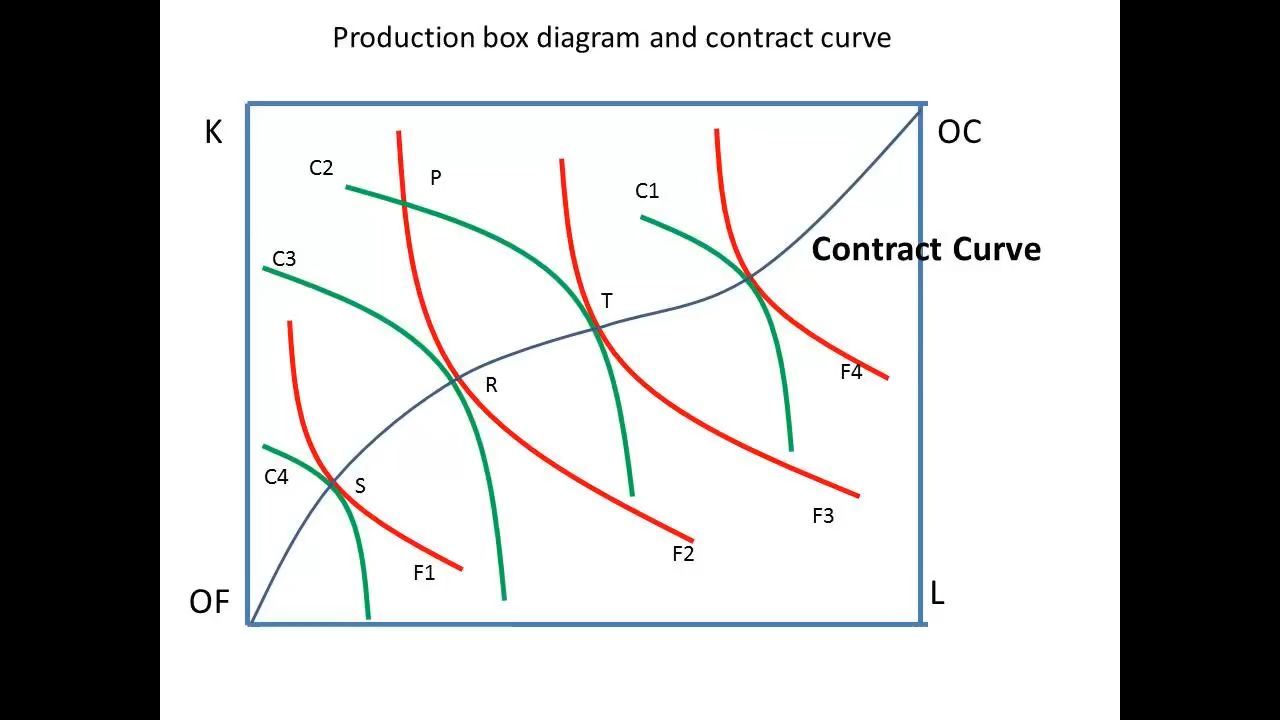 Production box diagram and contract curve
K
OC
C2
P
C1
Contract Curve
C3
T
F4
R
C4
S
F3
F2
F1
OF
L